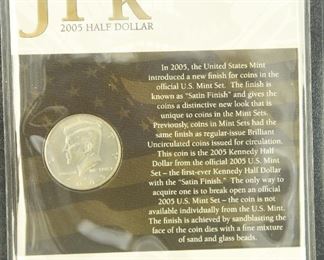 JFK
2005 HALF DOLLAR
In 2005, the United States Mint
introduced a new finish for coins in the
official U.S. Mint Set. The finish is
known as "Satin Finish" and gives the
coins a distinctive new look that is
unique to coins in the Mint Sets.
Previously, coins in Mint Sets had the
same finish as regular-issue Brilliant
Uncirculated coins issued for circulation.
This coin is the 2005 Kennedy Half
Dollar from the official 2005 U.S. Mint
Set – the first-ever Kennedy Half Dollar
with the "Satin Finish." The only way to
acquire one is to break open an official
2005 U.S. Mint Set – the coin is not
available individually from the U.S. Mint.
The finish is achieved by sandblasting the
face of the coin dies with a fine mixture
of sand and glass beads.